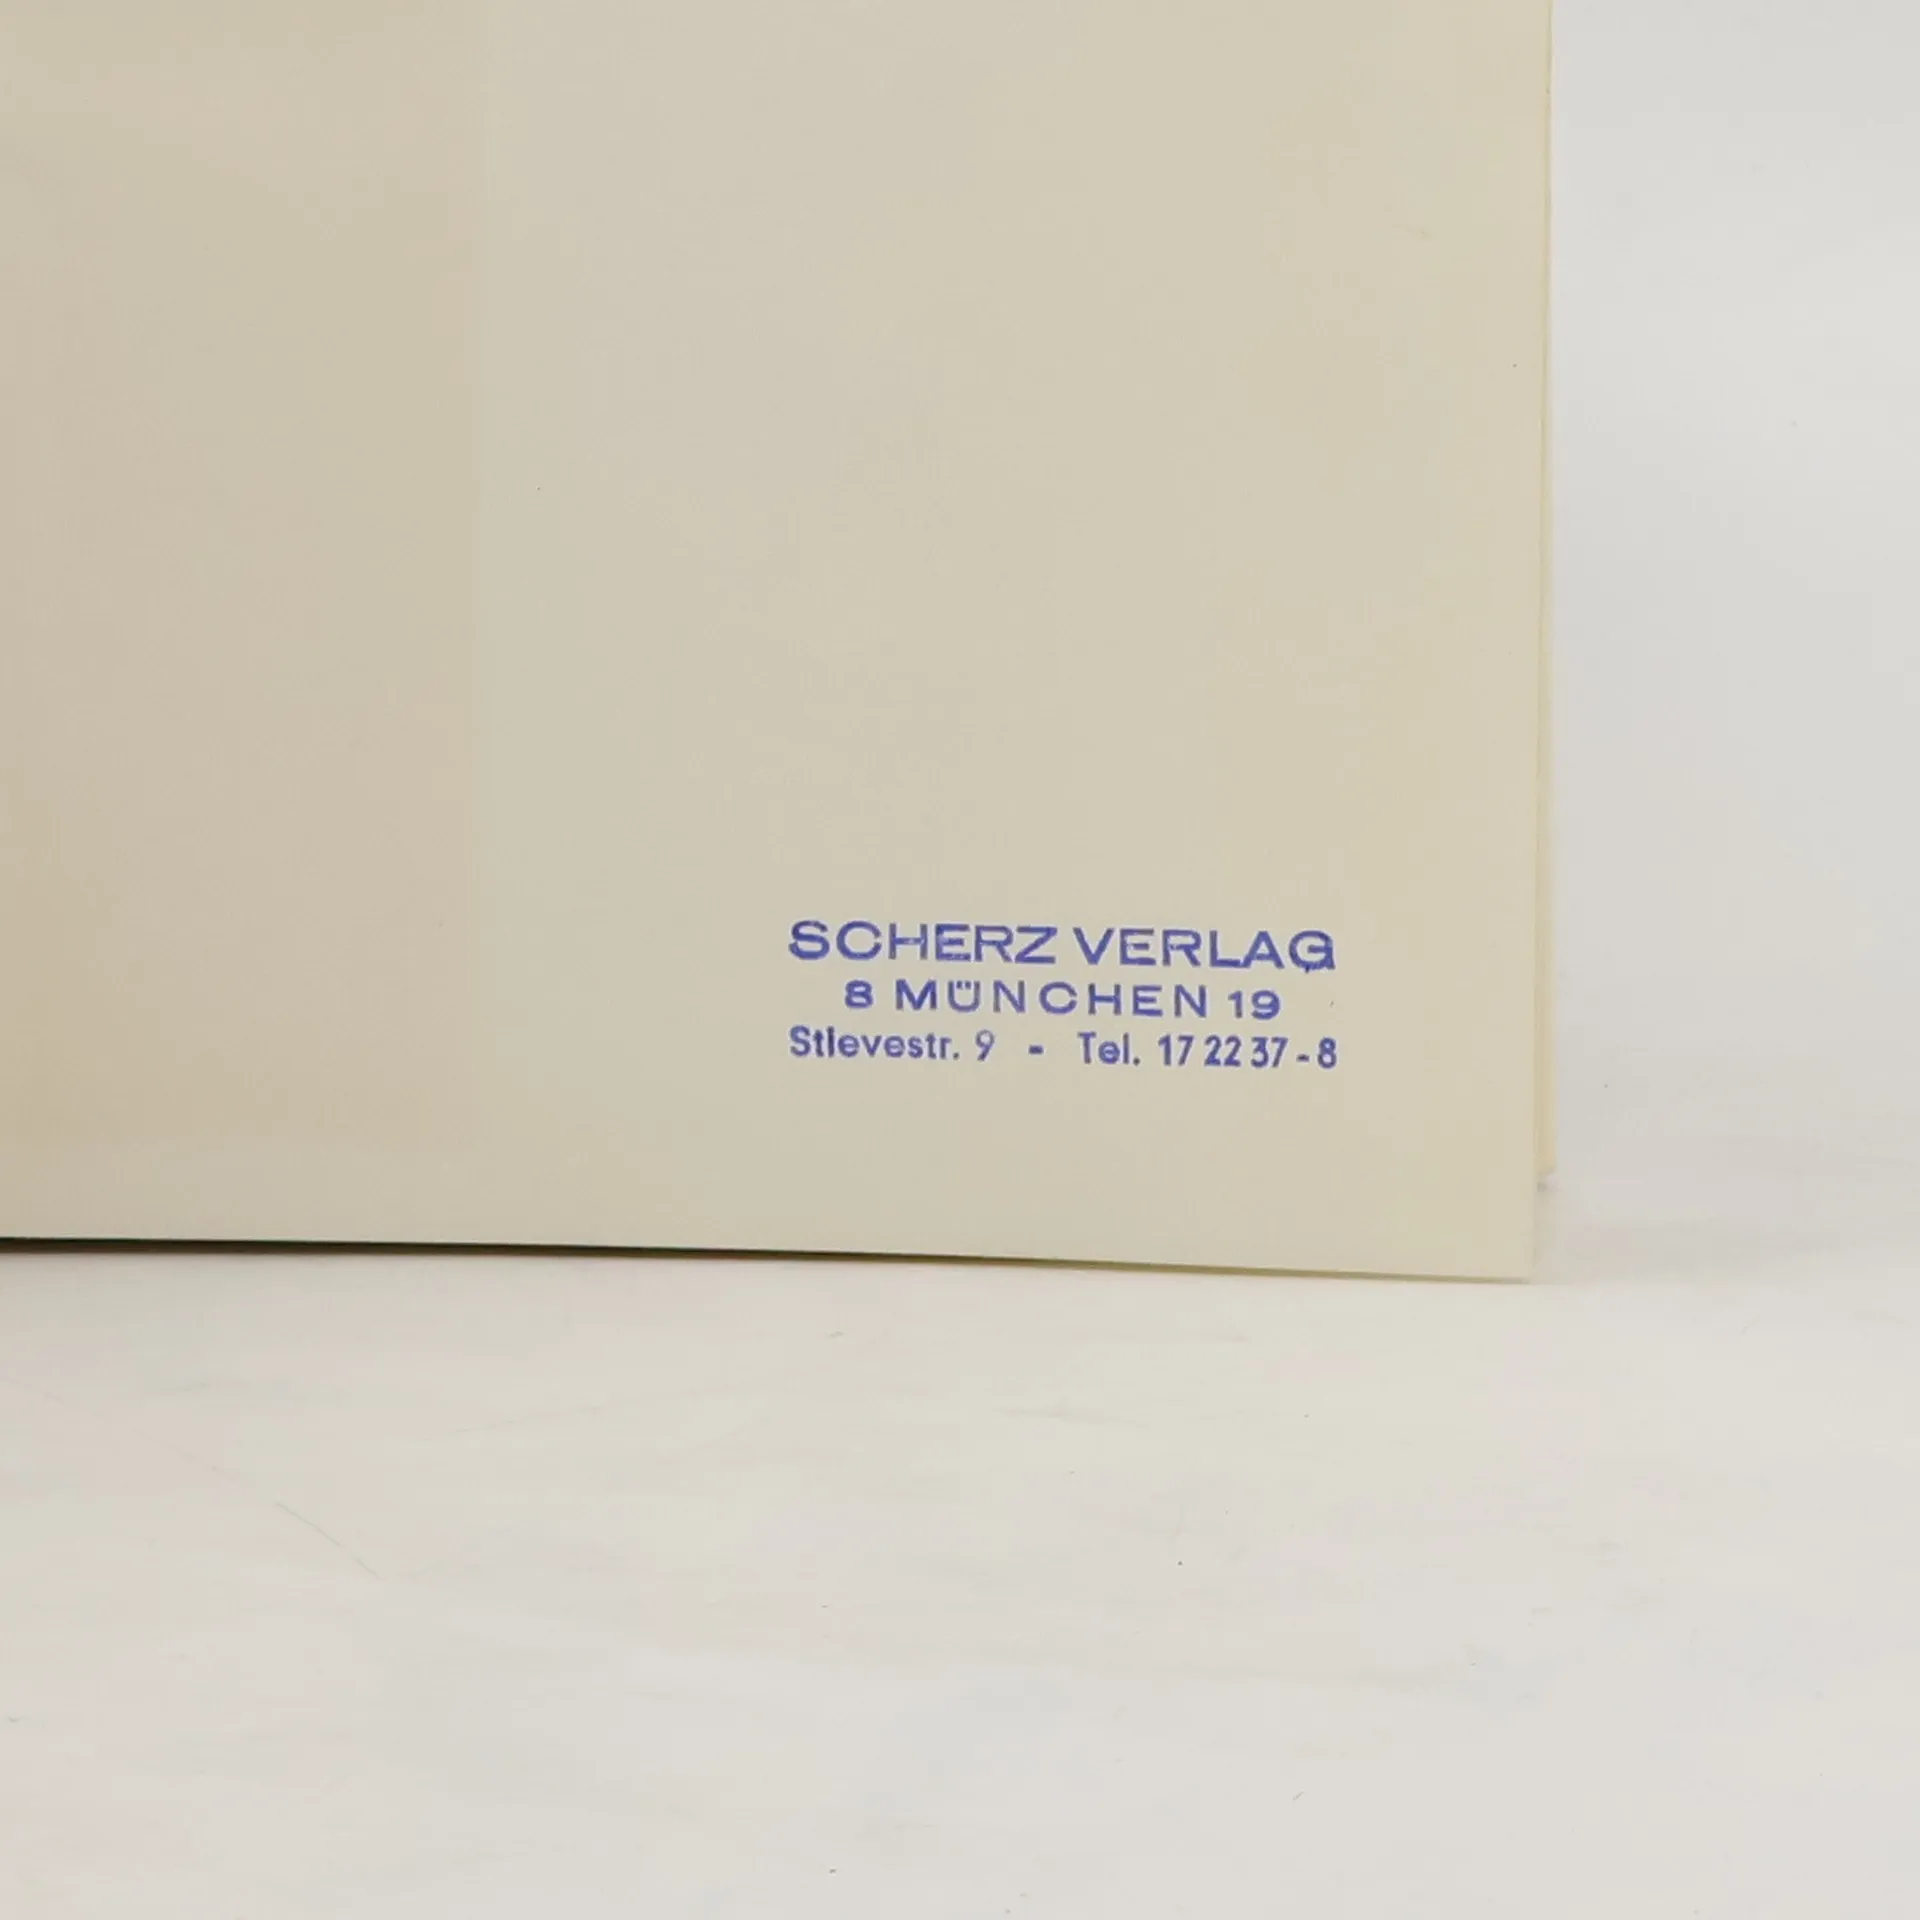 SCHERZ VERLAG
8 MÜNCHEN 19
Stievestr. 9 - Tel. 17 22 37 - 8